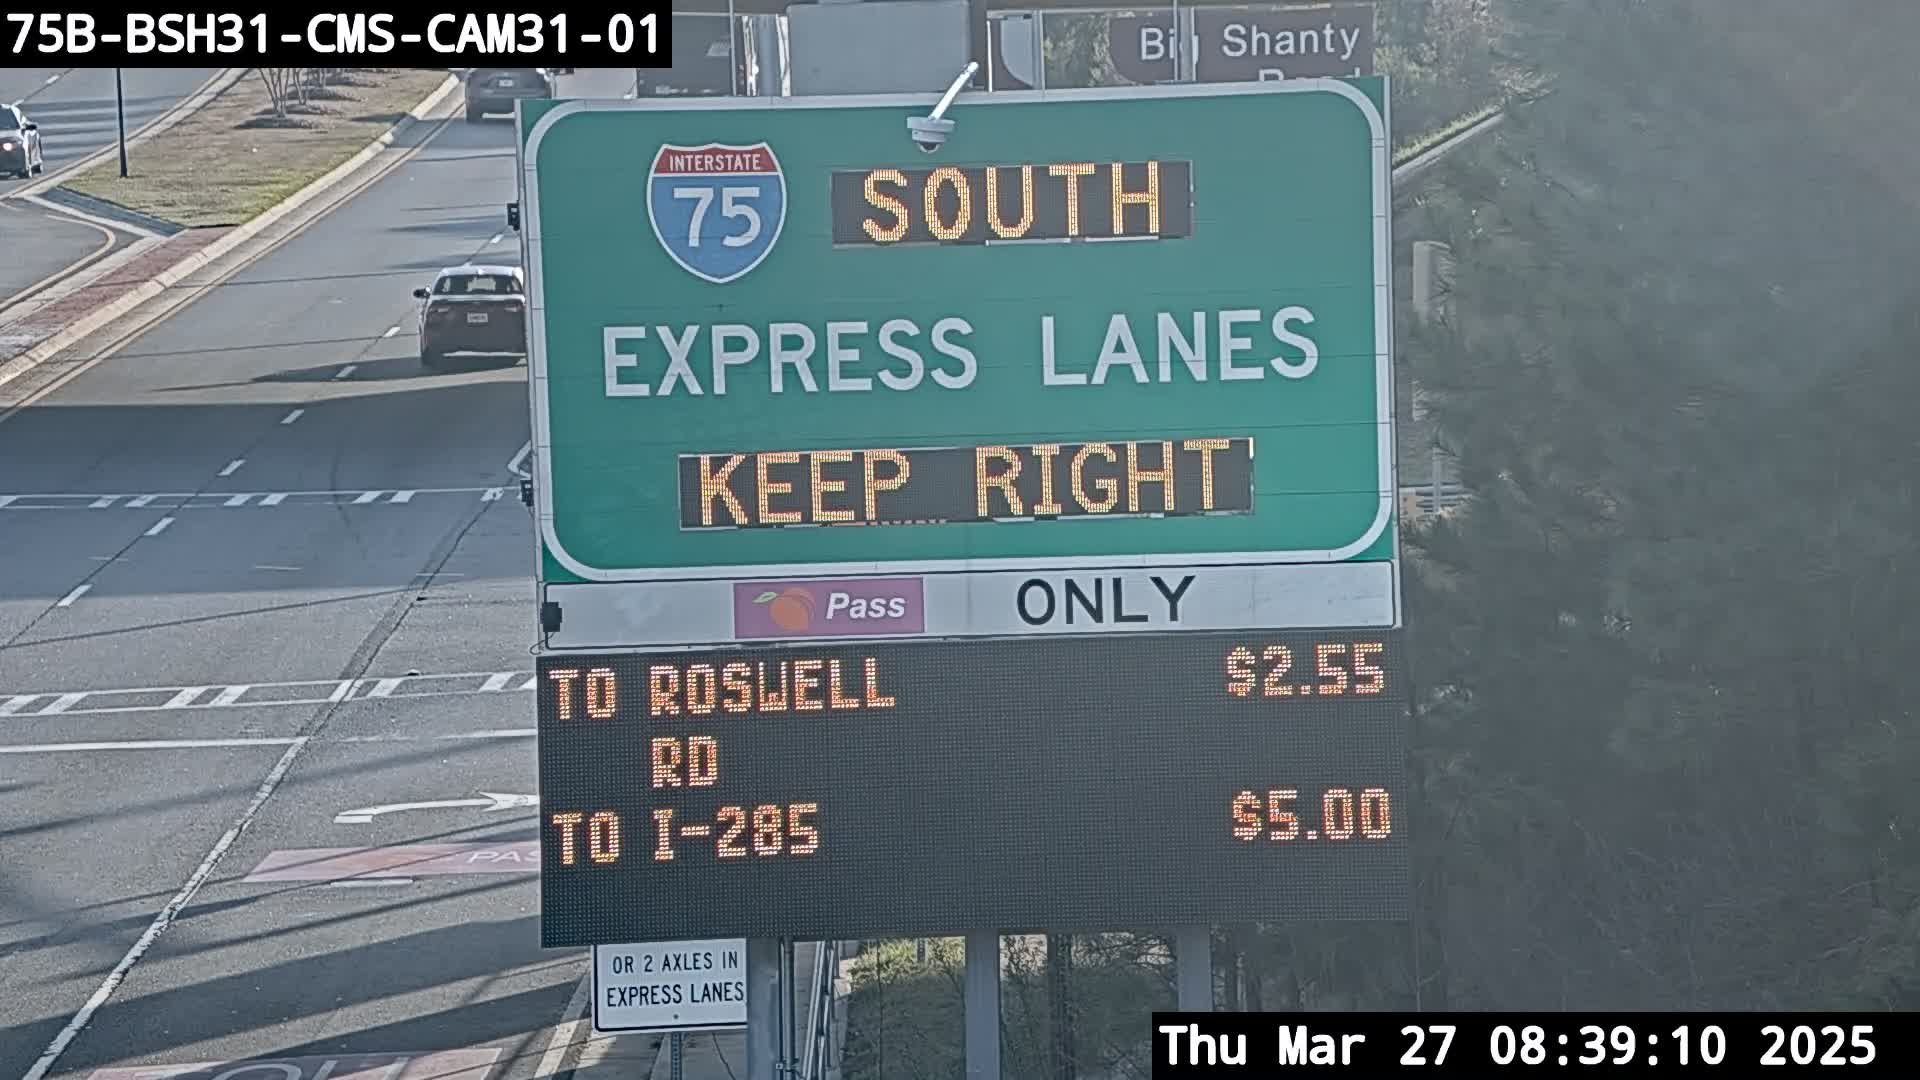 75B-BSH31-CMS-CAM31-01
Big Shanty
Road
INTERSTATE
75
SOUTH
EXPRESS LANES
KEEP RIGHT
Pass
ONLY
TO ROSWELL $2.55
RD
TO I-285 $5.00
OR 2 AXLES IN
EXPRESS LANES
Thu Mar 27 08:39:10 2025